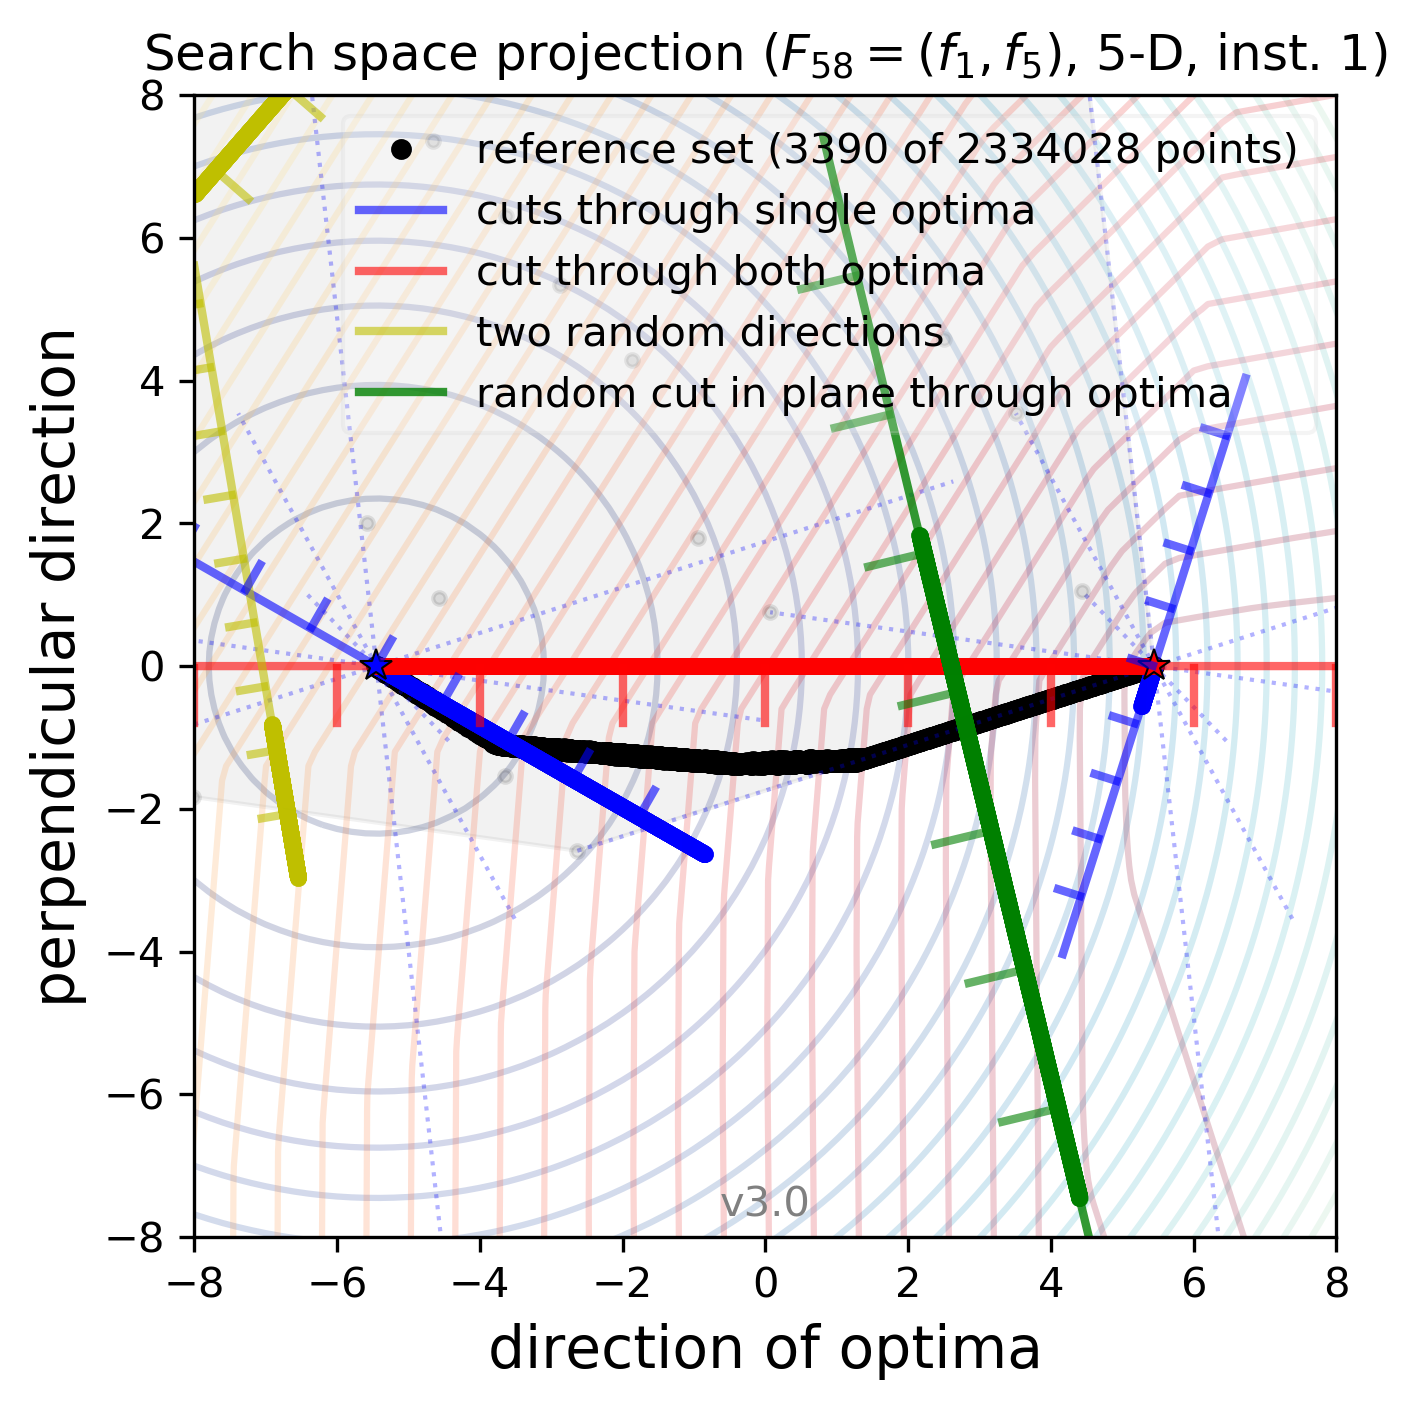 Search space projection (F58 = (f1, f5), 5-D, inst. 1)
reference set (3390 of 2334028 points)
cuts through single optima
cut through both optima
two random directions
random cut in plane through optima
perpendicular direction
8
6
4
2
0
−2
−4
−6
−8
v3.0
−8 −6 −4 −2 0 2 4 6 8
direction of optima